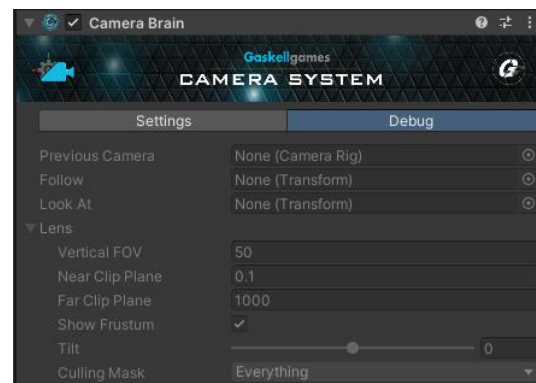 Camera Brain
Gaskellgames
CAMERA SYSTEM
G
Settings Debug
Previous Camera None (Camera Rig)
Follow None (Transform)
Look At None (Transform)
Lens
Vertical FOV 50
Near Clip Plane 0.1
Far Clip Plane 1000
Show Frustum
Tilt 0
Culling Mask Everything